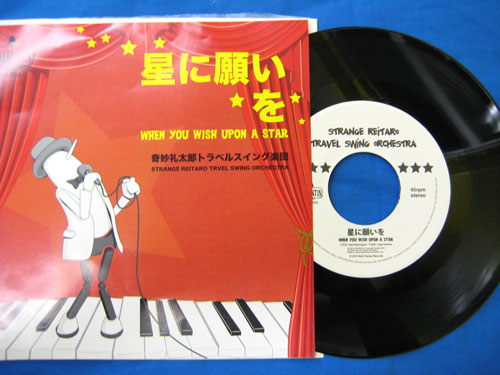 星に願い
を
WHEN YOU WISH UPON A STAR
奇妙礼太郎トラベルスイング楽団
STRANGE REITARO TRVEL SWING ORCHESTRA
STRANGE REITARO
TRAVEL SWING ORCHESTRA
45rpm
stereo
星に願いを
WHEN YOU WISH UPON A STAR